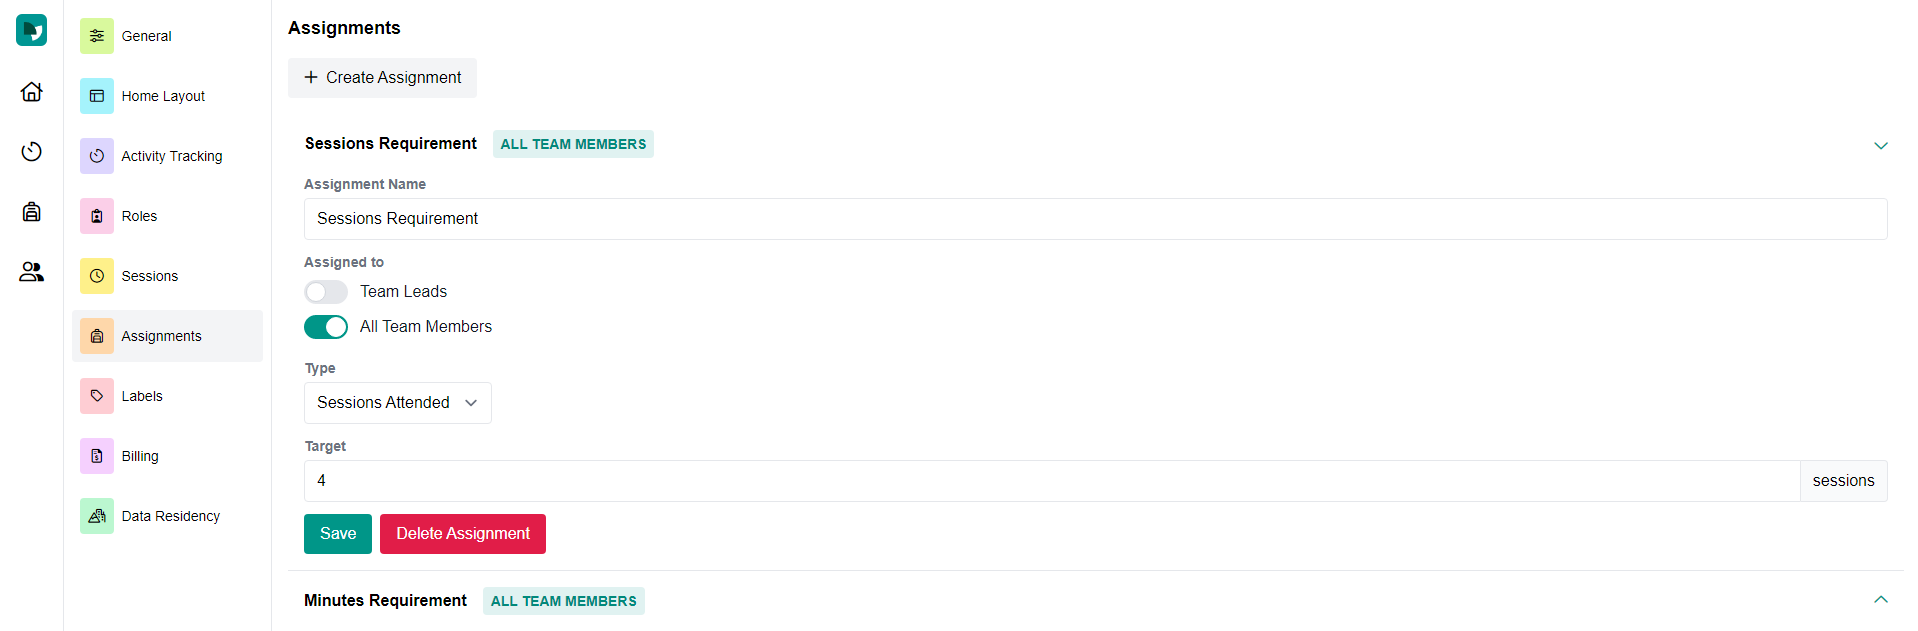 General
Home Layout
Activity Tracking
Roles
Sessions
Assignments
Labels
Billing
Data Residency
Assignments
Create Assignment
Sessions Requirement ALL TEAM MEMBERS
Assignment Name
Sessions Requirement
Assigned to
Team Leads
All Team Members
Type
Sessions Attended
Target
4 sessions
Save Delete Assignment
Minutes Requirement ALL TEAM MEMBERS